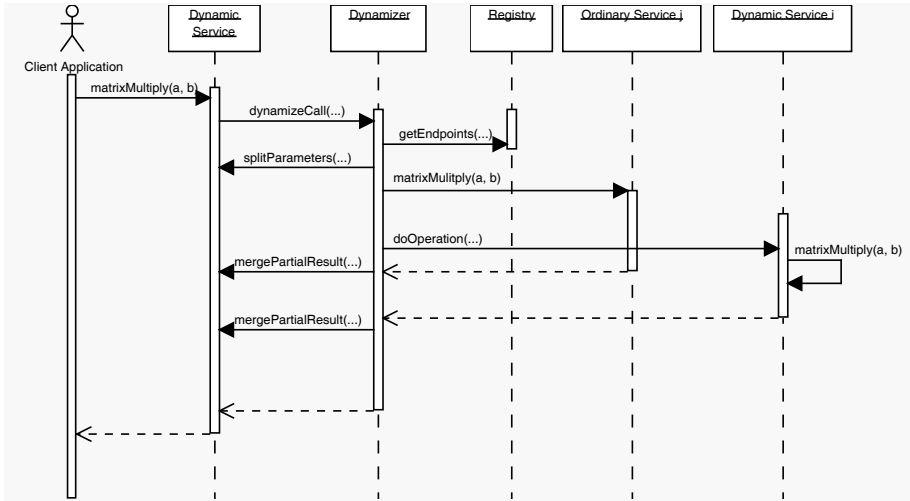 Dynamic
Service
Dynamizer
Registry
Ordinary Service j
Dynamic Service i
Client Application
matrixMultiply(a, b)
dynamizeCall(...)
getEndpoints(...)
splitParameters(...)
matrixMulitply(a, b)
doOperation(...)
matrixMultiply(a, b)
mergePartialResult(...)
mergePartialResult(...)